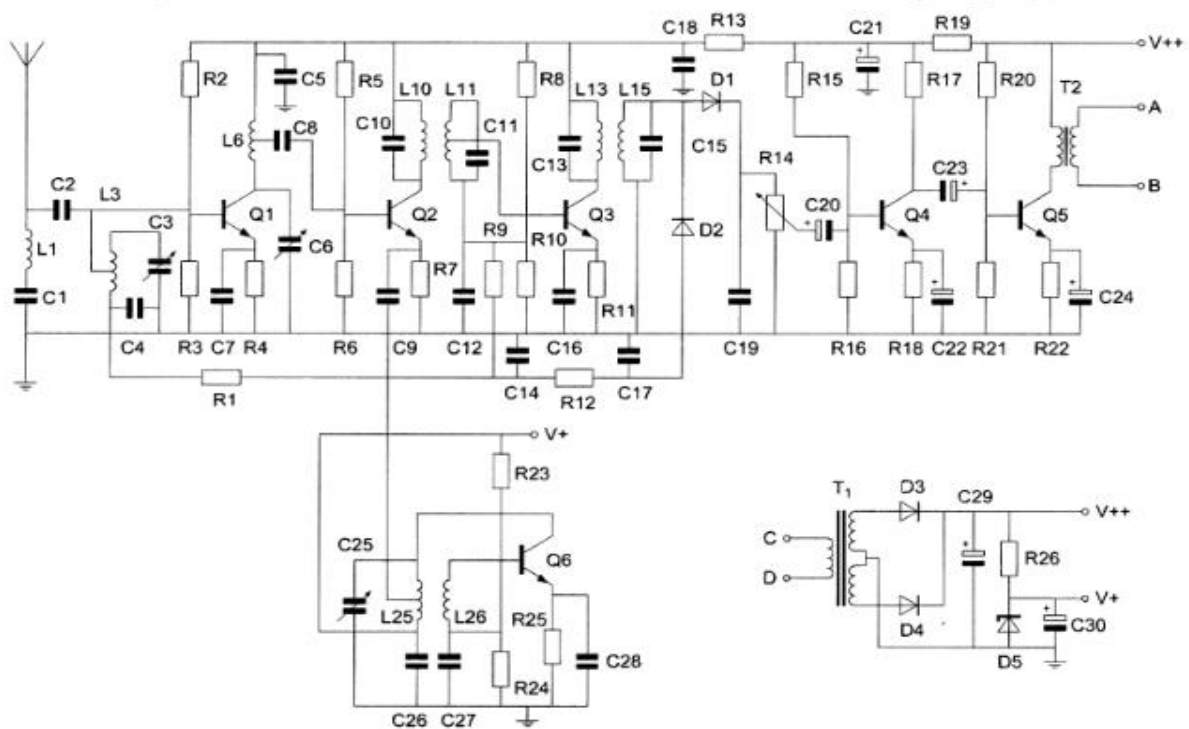 C18 R13 C21 R19
V++
R2 C5 R5 L10 L11 R8 L13 L15 D1 R15 R17 R20 T2
A
C2 L3 C3 L6 C8 C10 C11 C13 C15 R14 C23
B
Q1 C6 Q2 Q3 D2 C20 Q4 Q5
L1 R9 R10
C1 R7 R11 C24
C4 R3 C7 R4 R6 C9 C12 C16 C19 R16 R18 C22 R21 R22
R1 C14 R12 C17
V+
R23
T1 D3 C29
V++
C25 Q6
C
R26
D
L25 L26 R25
V+
D4 C30
C28 D5
R24
C26 C27